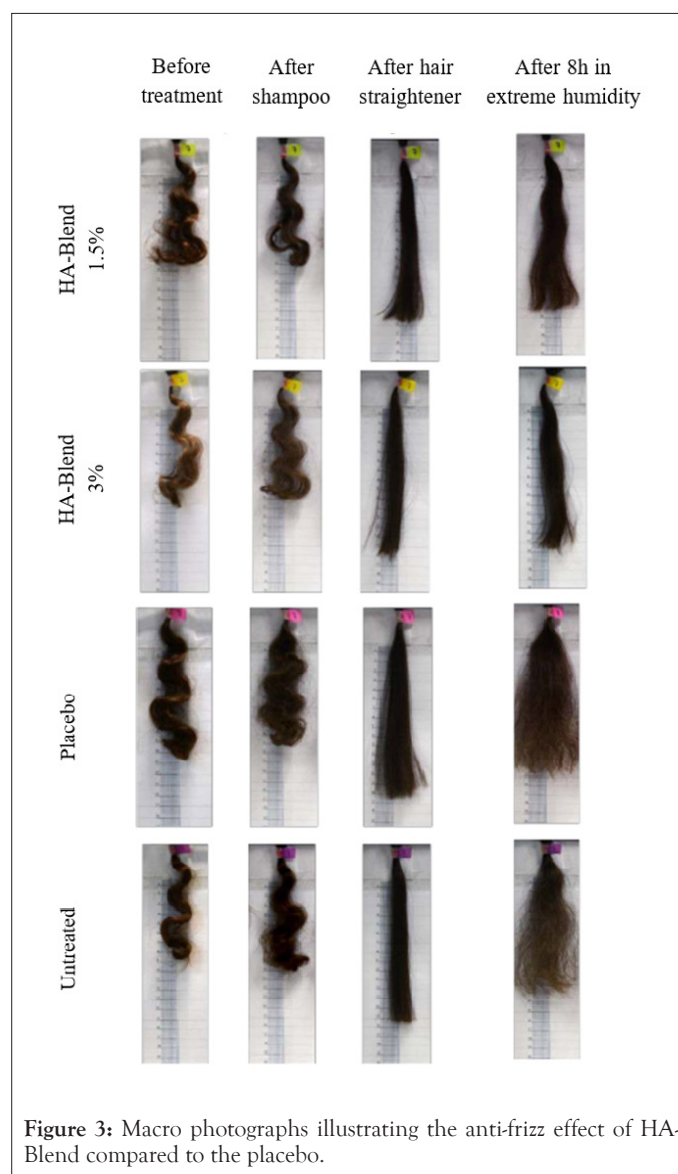 Before
treatment
After
shampoo
After hair
straightener
After 8h in
extreme humidity
HA-Blend
1.5%
HA-Blend
3%
Placebo
Untreated
Figure 3: Macro photographs illustrating the anti-frizz effect of HA-
Blend compared to the placebo.